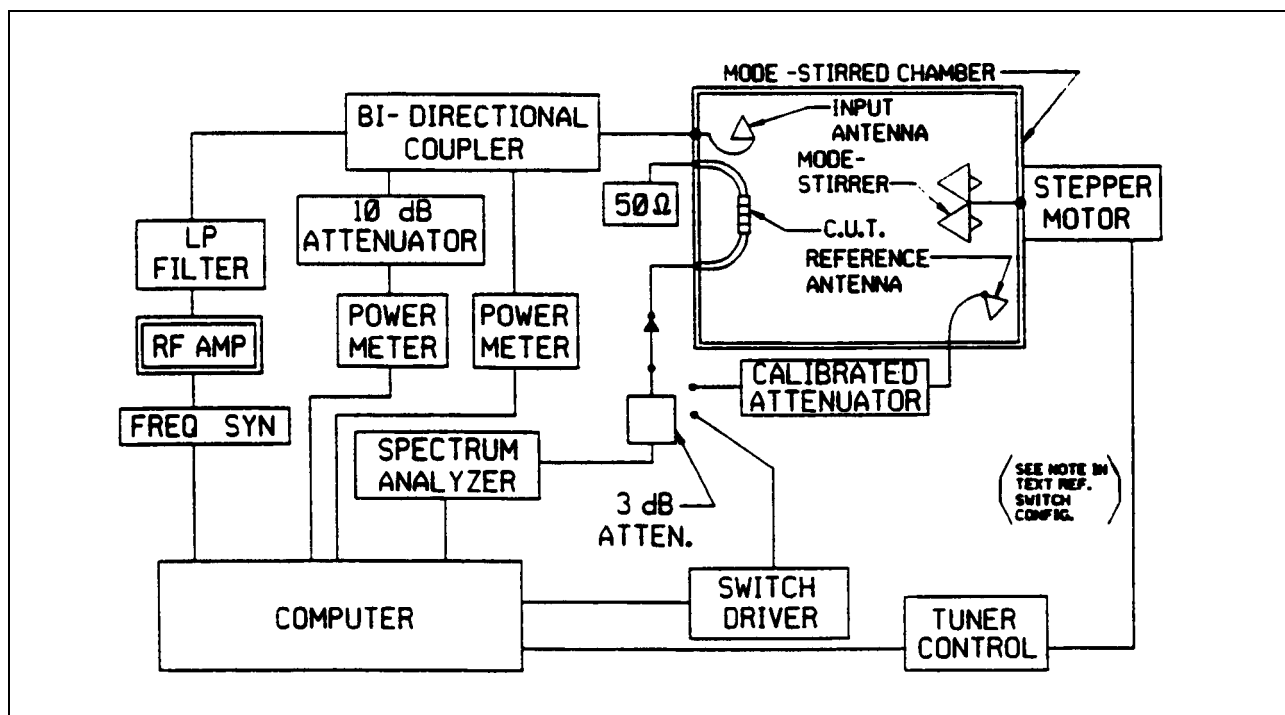 MODE -STIRRED CHAMBER
BI- DIRECTIONAL
COUPLER
INPUT
ANTENNA
MODE-
STIRRER
50Ω
STEPPER
MOTOR
10 dB
ATTENUATOR
LP
FILTER
C.U.T.
REFERENCE
ANTENNA
POWER
METER
POWER
METER
RF AMP
CALIBRATED
ATTENUATOR
FREQ SYN
SPECTRUM
ANALYZER
(SEE NOTE IN
TEXT REF.
SWITCH
CONFIG.)
3 dB
ATTEN.
COMPUTER
SWITCH
DRIVER
TUNER
CONTROL